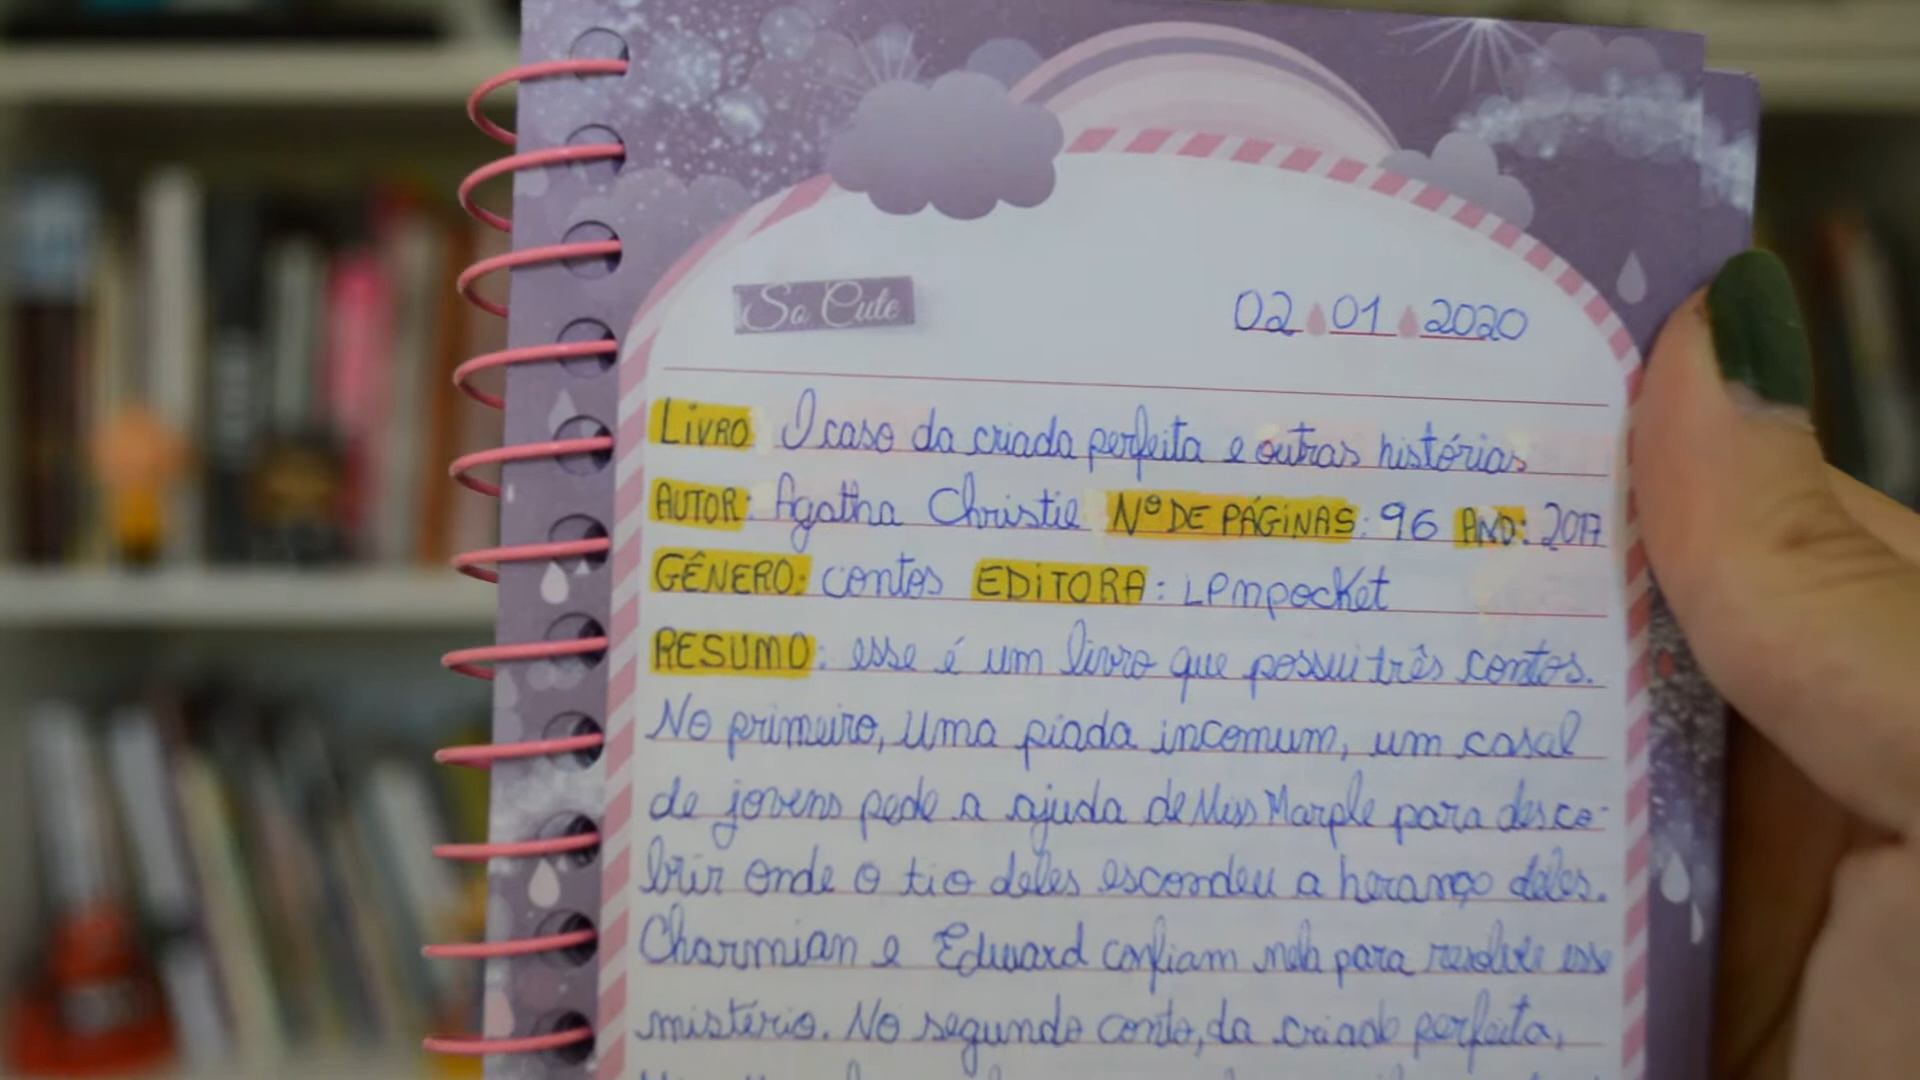 So Cute
02 01 2020
LIVRO O caso da criada perfeita e outras histórias
AUTOR: Agatha Christie Nº DE PÁGINAS: 96 ANO: 2017
GÊNERO: contos EDITORA: LPmpocket
RESUMO: esse é um livro que possui três contos.
No primeiro, uma piada incomum, um casal
de jovens pede a ajuda de Miss Marple para desco-
brir onde o tio deles escondeu a herança deles.
Charmian e Edward confiam nela para resolver esse
mistério. No segundo conto, da criada perfeita,